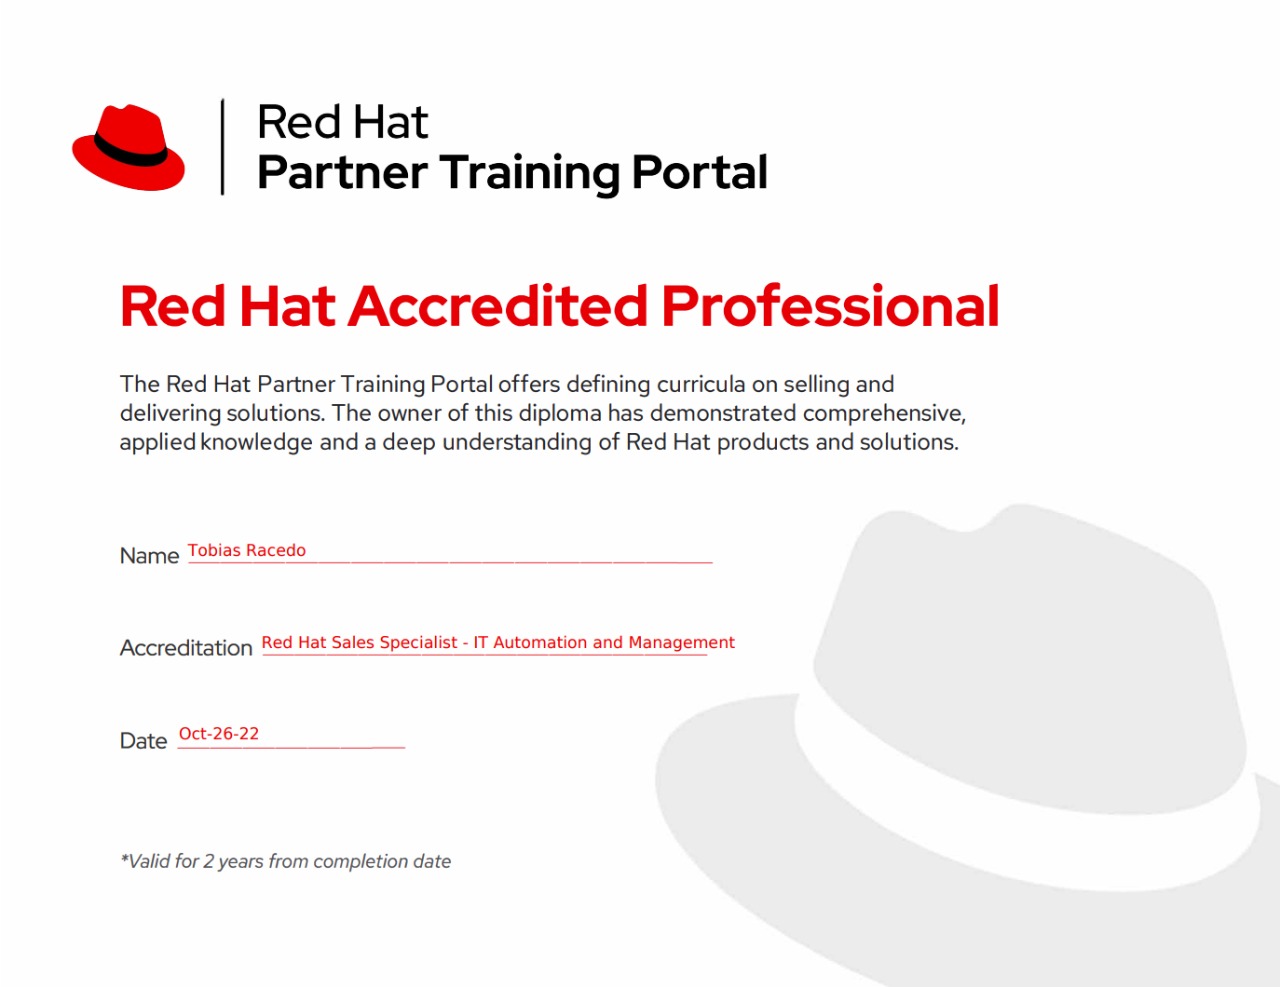 Red Hat
Partner Training Portal
Red Hat Accredited Professional
The Red Hat Partner Training Portal offers defining curricula on selling and
delivering solutions. The owner of this diploma has demonstrated comprehensive,
applied knowledge and a deep understanding of Red Hat products and solutions.
Name Tobias Racedo
Accreditation Red Hat Sales Specialist - IT Automation and Management
Date Oct-26-22
*Valid for 2 years from completion date